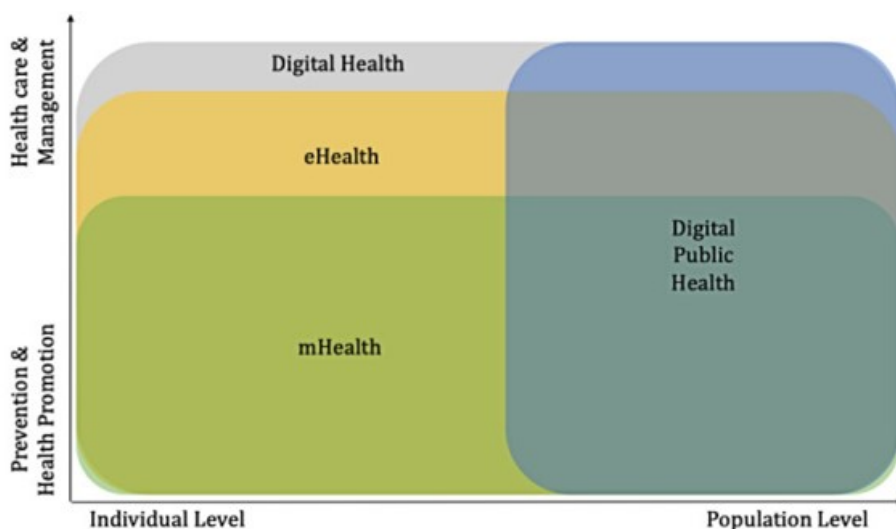 Health care &
Management
Prevention &
Health Promotion
Digital Health
eHealth
mHealth
Digital
Public
Health
Individual Level
Population Level